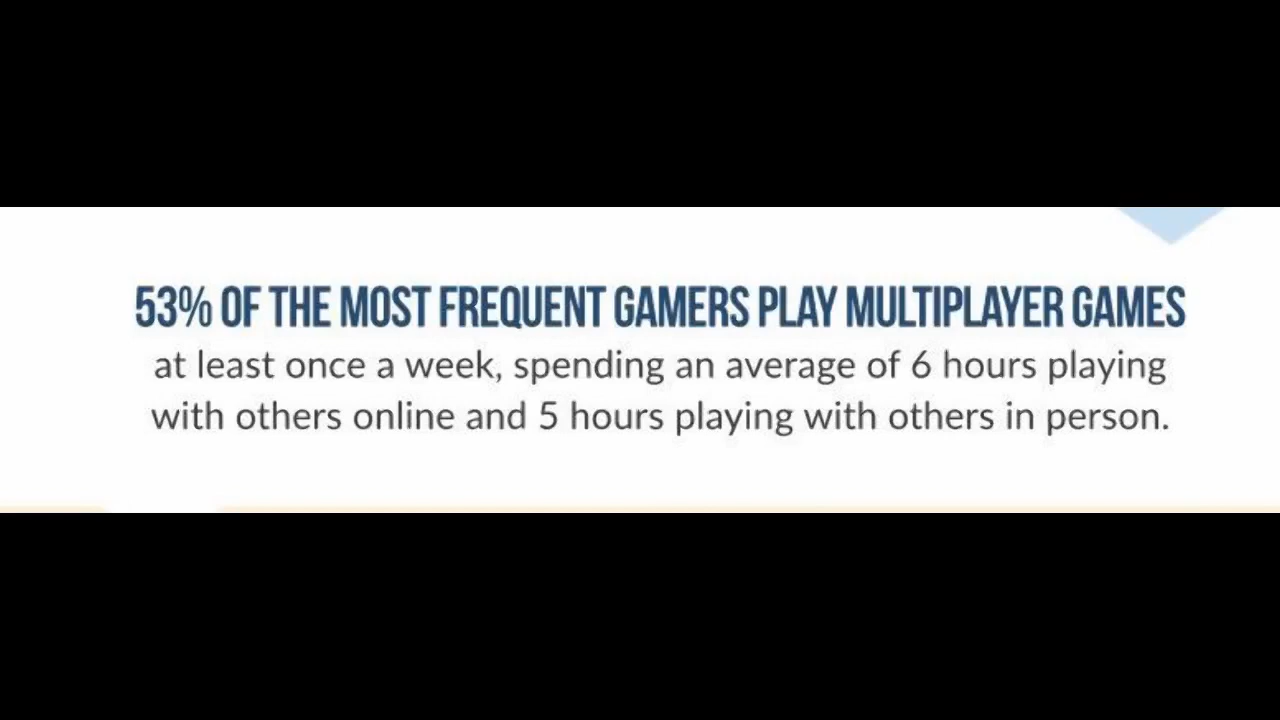 53% OF THE MOST FREQUENT GAMERS PLAY MULTIPLAYER GAMES
at least once a week, spending an average of 6 hours playing
with others online and 5 hours playing with others in person.